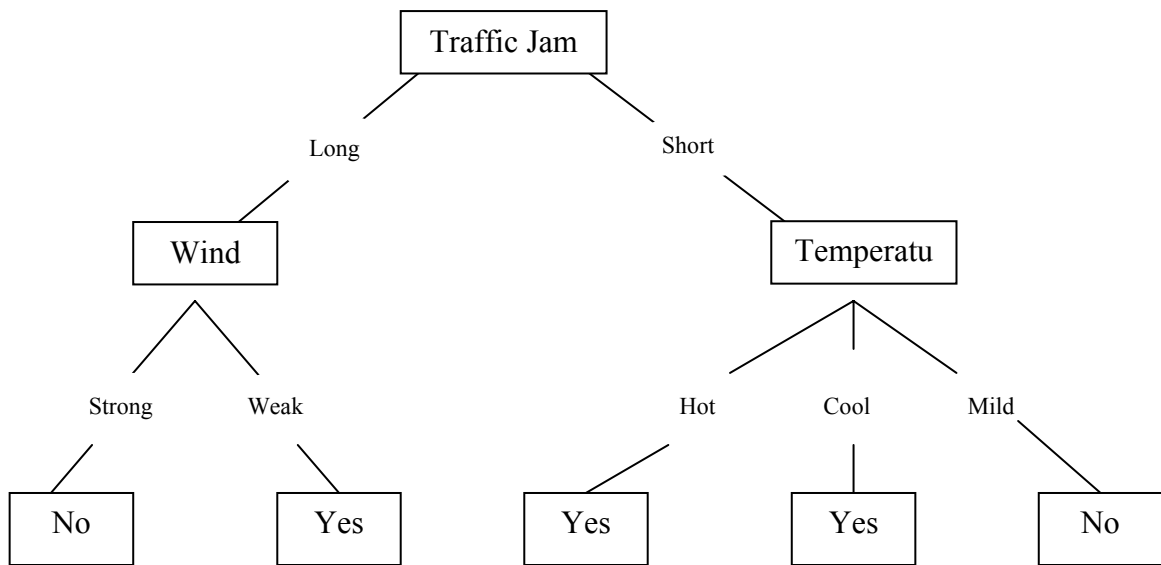 Traffic Jam
Long Short
Wind Temperatu
Strong Weak Hot Cool Mild
No Yes Yes Yes No